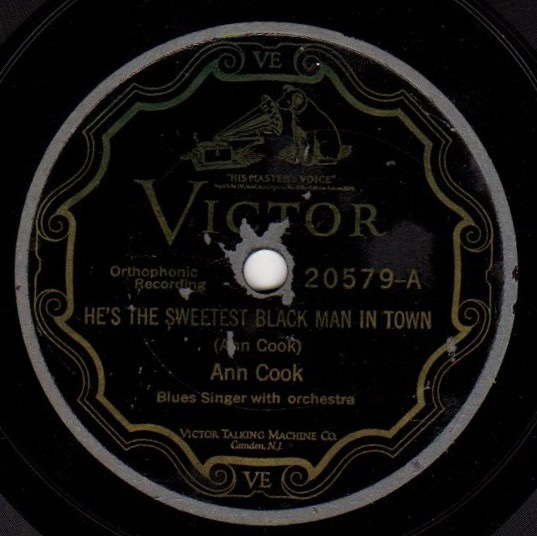 VE
"HIS MASTER'S VOICE"
VICTOR
Orthophonic
Recording
20579-A
HE'S THE SWEETEST BLACK MAN IN TOWN
(Ann Cook)
Ann Cook
Blues Singer with orchestra
VICTOR TALKING MACHINE CO.
Camden, N.J.
VE